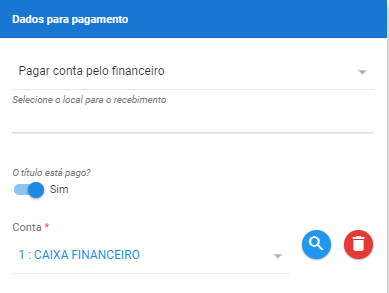 Dados para pagamento
Pagar conta pelo financeiro
Selecione o local para o recebimento
O título está pago?
Sim
Conta *
1 : CAIXA FINANCEIRO